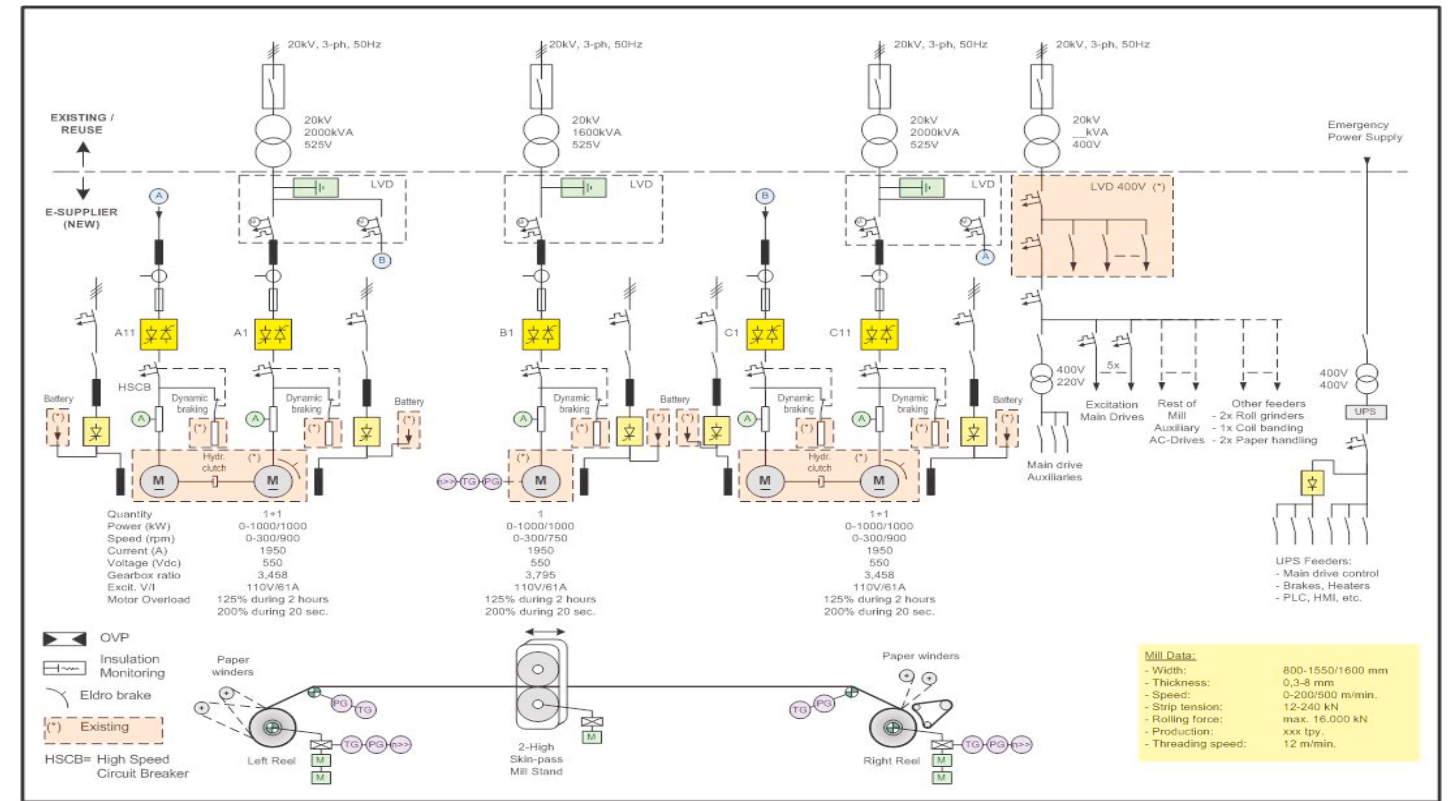 20kV, 3-ph, 50Hz
20kV, 3-ph, 50Hz
20kV, 3-ph, 50Hz
20kV, 3-ph, 50Hz
EXISTING /
REUSE
E-SUPPLIER
(NEW)
20kV
2000kVA
525V
20kV
1600kVA
525V
20kV
2000kVA
525V
20kV
__kVA
400V
Emergency
Power Supply
LVD
LVD
LVD
LVD 400V (*)
A
B
B
A
A11
A1
B1
C1
C11
HSCB
Battery
(*)
Dynamic
braking
(*)
Dynamic
braking
(*)
Battery
(*)
Dynamic
braking
(*)
Battery
(*)
Dynamic
braking
(*)
Dynamic
braking
(*)
Battery
(*)
A
A
A
A
A
Hydr.
clutch
(*)
M
M
n>>
TG
PG
(*)
M
Hydr.
clutch
(*)
M
M
400V
220V
Main drive
Auxiliaries
5x
Excitation
Main Drives
Rest of
Mill
Auxiliary
AC-Drives
Other feeders
- 2x Roll grinders
- 1x Coil banding
- 2x Paper handling
400V
400V
UPS
UPS Feeders:
- Main drive control
- Brakes, Heaters
- PLC, HMI, etc.
Quantity 1+1 1 1+1
Power (kW) 0-1000/1000 0-1000/1000 0-1000/1000
Speed (rpm) 0-300/900 0-300/750 0-300/900
Current (A) 1950 1950 1950
Voltage (Vdc) 550 550 550
Gearbox ratio 3,458 3,795 3,458
Excit. V/I 110V/61A 110V/61A 110V/61A
Motor Overload 125% during 2 hours 125% during 2 hours 125% during 2 hours
200% during 20 sec. 200% during 20 sec. 200% during 20 sec.
OVP
Insulation
Monitoring
Eldro brake
(*) Existing
HSCB= High Speed
Circuit Breaker
Paper
winders
PG
TG
Left Reel
TG
PG
n>>
M
M
2-High
Skin-pass
Mill Stand
M
Paper winders
TG
PG
Right Reel
TG
PG
n>>
M
M
Mill Data:
- Width: 800-1550/1600 mm
- Thickness: 0,3-8 mm
- Speed: 0-200/500 m/min.
- Strip tension: 12-240 kN
- Rolling force: max. 16.000 kN
- Production: xxx tpy.
- Threading speed: 12 m/min.